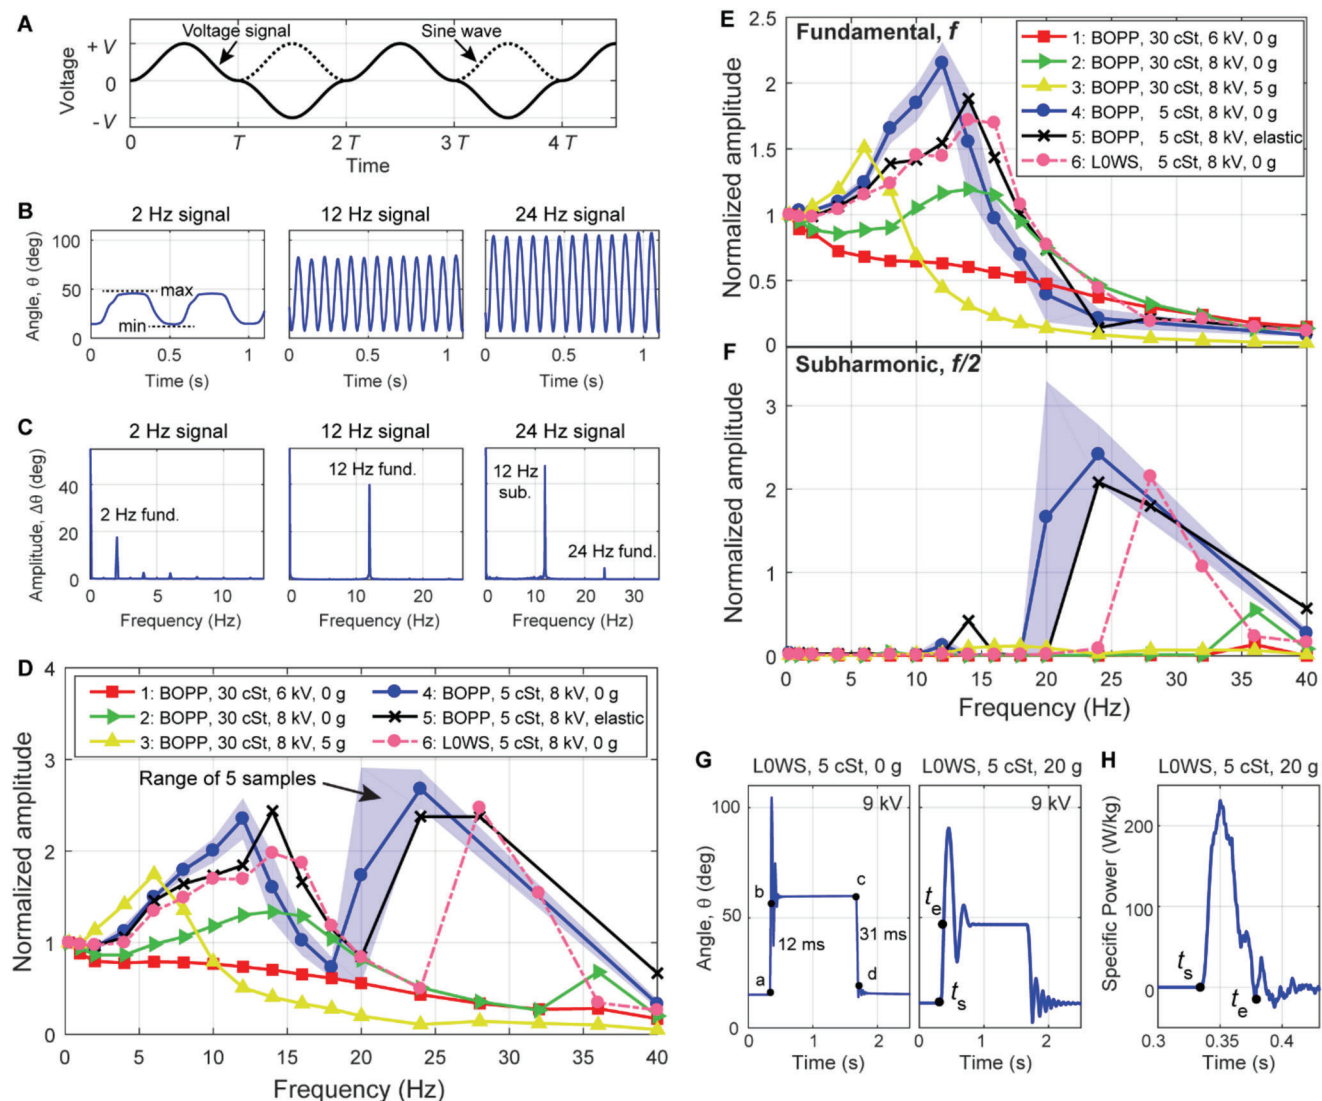 A
Voltage signal
Sine wave
+ V
0
- V
Voltage
0
T
2T
3T
4T
Time
B
2 Hz signal
12 Hz signal
24 Hz signal
Angle, θ (deg)
100
50
0
max
min
0
0.5
1
0
0.5
1
0
0.5
1
Time (s)
Time (s)
Time (s)
C
2 Hz signal
12 Hz signal
24 Hz signal
Amplitude, Δθ (deg)
40
20
0
2 Hz fund.
12 Hz fund.
12 Hz
sub.
24 Hz fund.
0
5
10
0
10
20
0
10
20
30
Frequency (Hz)
Frequency (Hz)
Frequency (Hz)
D
Normalized amplitude
4
3
2
1
0
1: BOPP, 30 cSt, 6 kV, 0 g
2: BOPP, 30 cSt, 8 kV, 0 g
3: BOPP, 30 cSt, 8 kV, 5 g
4: BOPP, 5 cSt, 8 kV, 0 g
5: BOPP, 5 cSt, 8 kV, elastic
6: L0WS, 5 cSt, 8 kV, 0 g
Range of 5 samples
0
5
10
15
20
25
30
35
40
Frequency (Hz)
E
Fundamental, f
Normalized amplitude
2.5
2
1.5
1
0.5
0
1: BOPP, 30 cSt, 6 kV, 0 g
2: BOPP, 30 cSt, 8 kV, 0 g
3: BOPP, 30 cSt, 8 kV, 5 g
4: BOPP, 5 cSt, 8 kV, 0 g
5: BOPP, 5 cSt, 8 kV, elastic
6: L0WS, 5 cSt, 8 kV, 0 g
F
Subharmonic, f/2
Normalized amplitude
3
2
1
0
0
5
10
15
20
25
30
35
40
Frequency (Hz)
G
L0WS, 5 cSt, 0 g
L0WS, 5 cSt, 20 g
Angle, θ (deg)
100
50
0
9 kV
b
c
12 ms
31 ms
a
d
te
ts
0
1
2
0
1
2
Time (s)
Time (s)
H
L0WS, 5 cSt, 20 g
Specific Power (W/kg)
200
100
0
ts
te
0.3
0.35
0.4
Time (s)